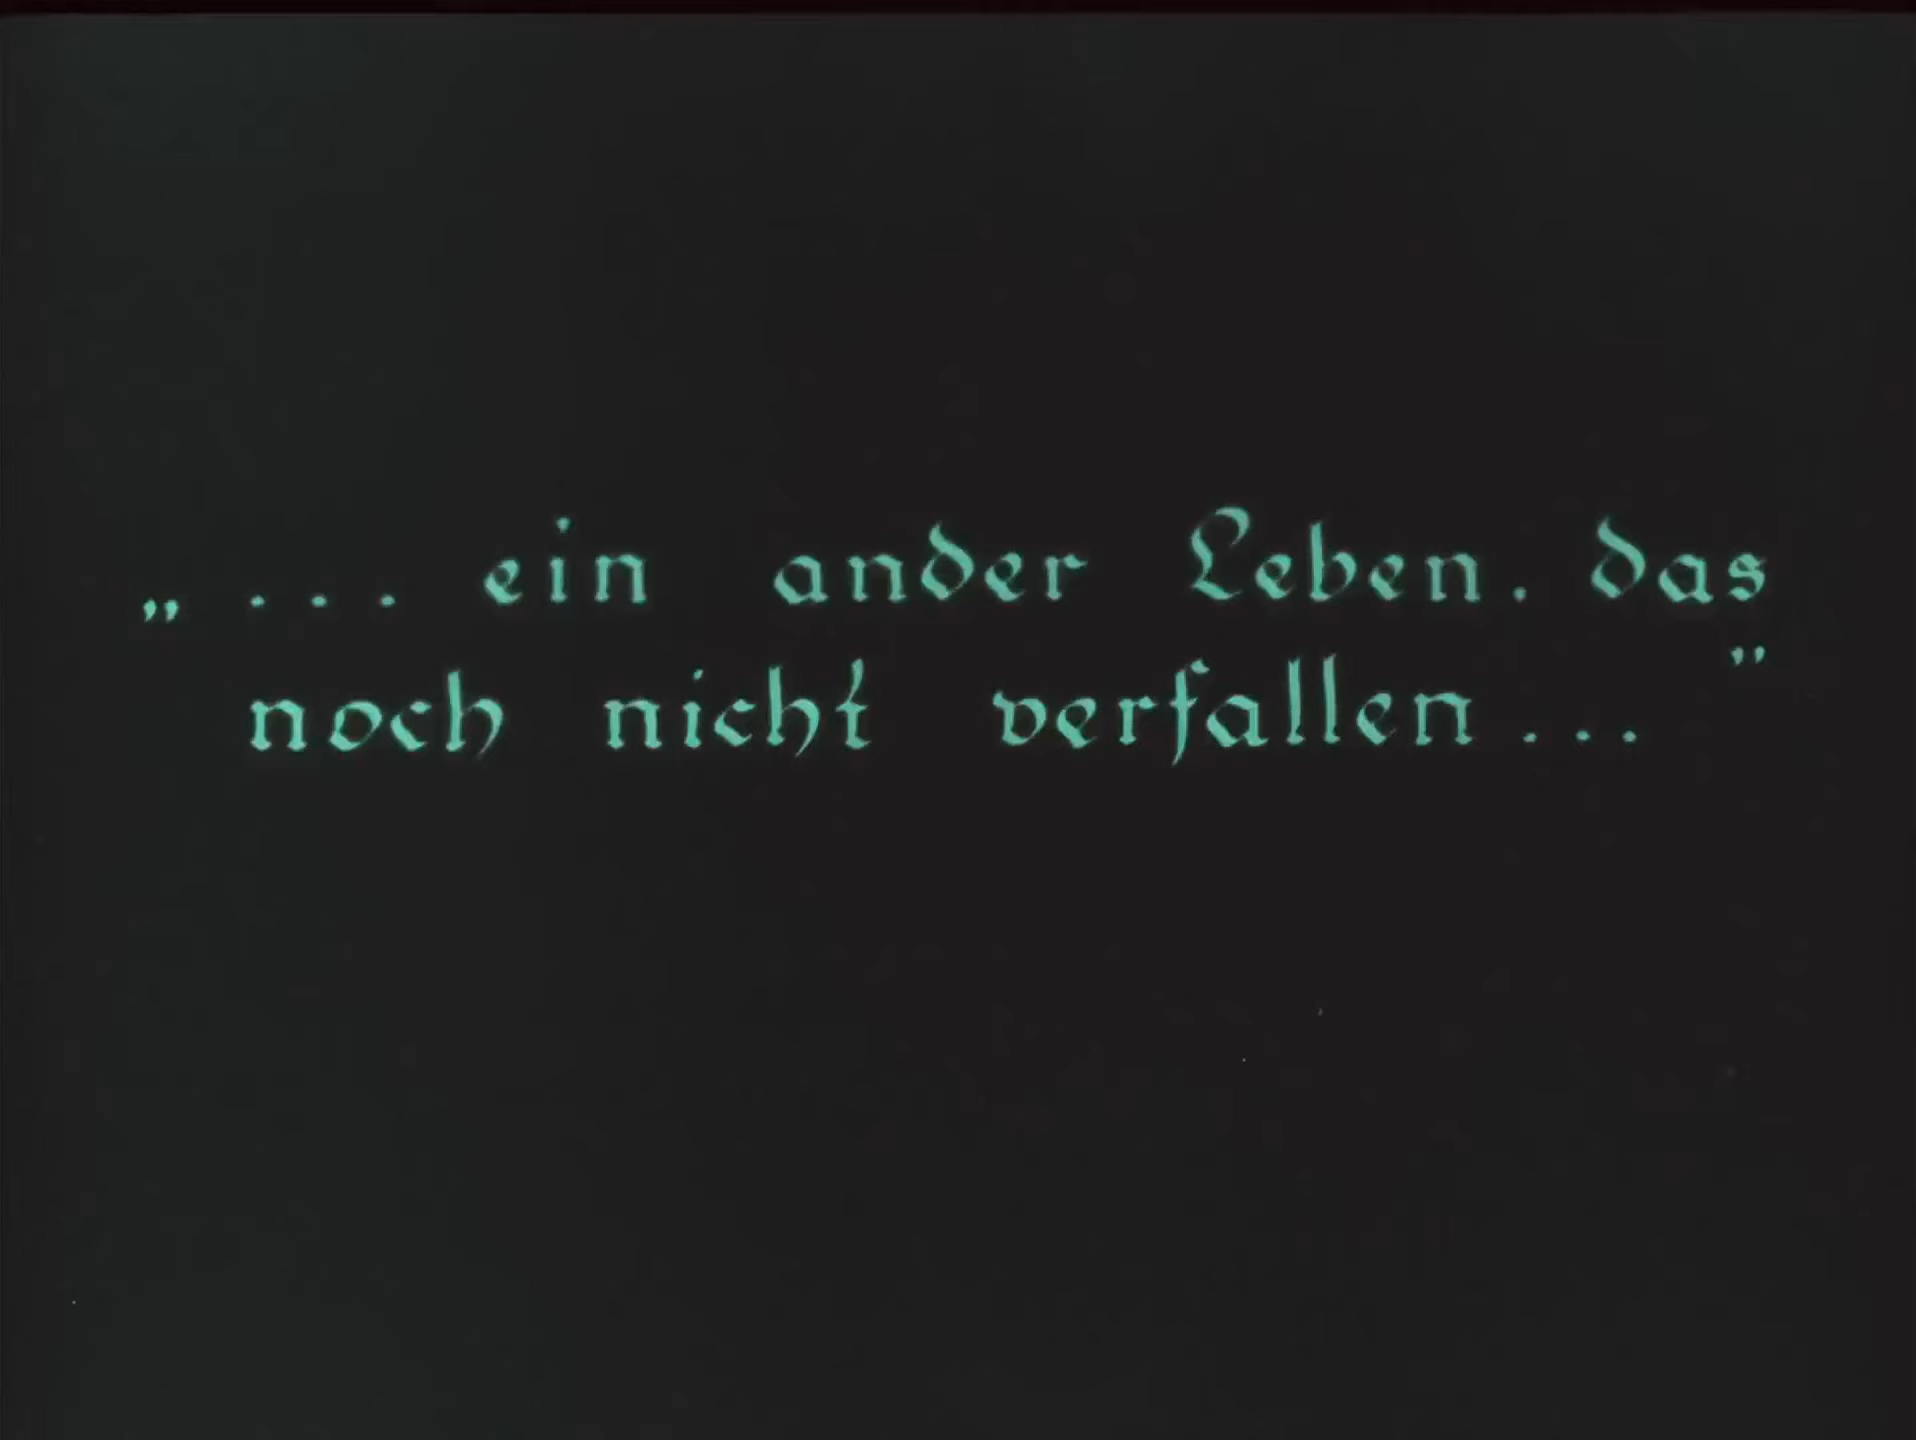 „... ein ander Leben. das
noch nicht verfallen..."